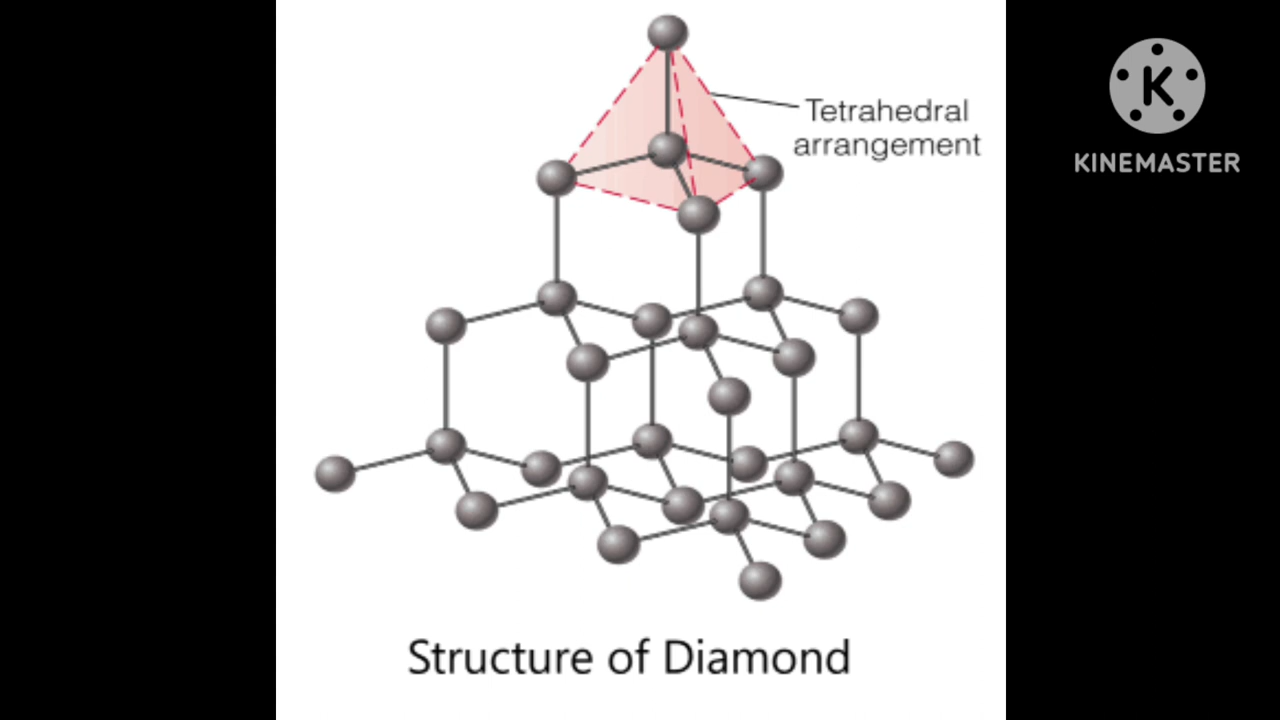 Tetrahedral
arrangement
K
KINEMASTER
Structure of Diamond